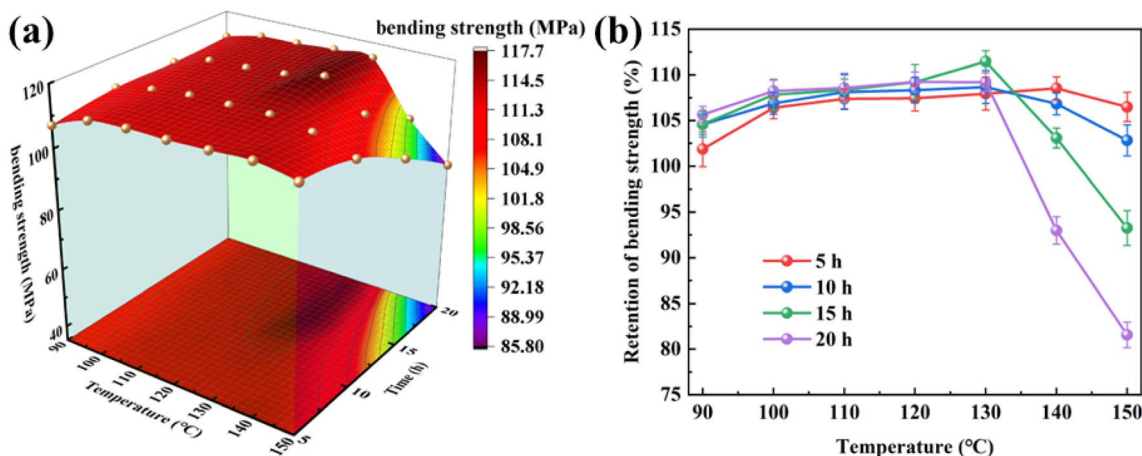 (a)
bending strength (MPa)
117.7
114.5
111.3
108.1
104.9
101.8
98.56
95.37
92.18
88.99
85.80
120
100
80
60
40
bending strength (MPa)
90
100
110
120
130
140
150
Temperature (℃)
5
10
15
20
Time (h)
(b)
Retention of bending strength (%)
115
110
105
100
95
90
85
80
75
5 h
10 h
15 h
20 h
90 100 110 120 130 140 150
Temperature (℃)